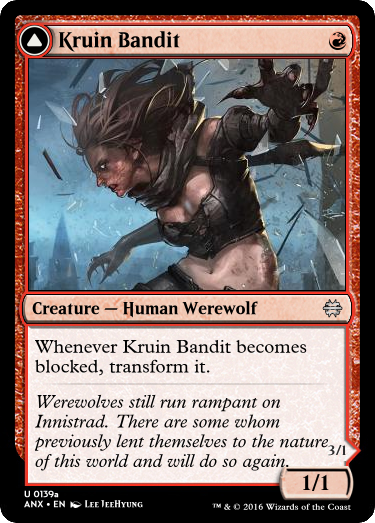 Kruin Bandit
Creature — Human Werewolf
Whenever Kruin Bandit becomes
blocked, transform it.
Werewolves still run rampant on
Innistrad. There are some whom
previously lent themselves to the nature
of this world and will do so again.
3/1
1/1
U 0139a
ANX • EN Lee JeeHyung
™ & © 2016 Wizards of the Coast